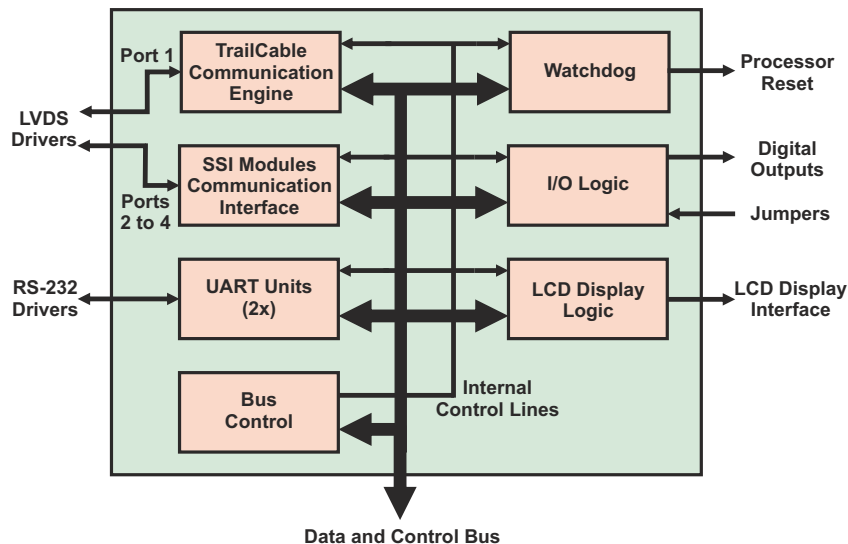 Port 1
TrailCable
Communication
Engine
Watchdog
Processor
Reset
LVDS
Drivers
SSI Modules
Communication
Interface
Ports
2 to 4
I/O Logic
Digital
Outputs
Jumpers
RS-232
Drivers
UART Units
(2x)
LCD Display
Logic
LCD Display
Interface
Bus
Control
Internal
Control Lines
Data and Control Bus